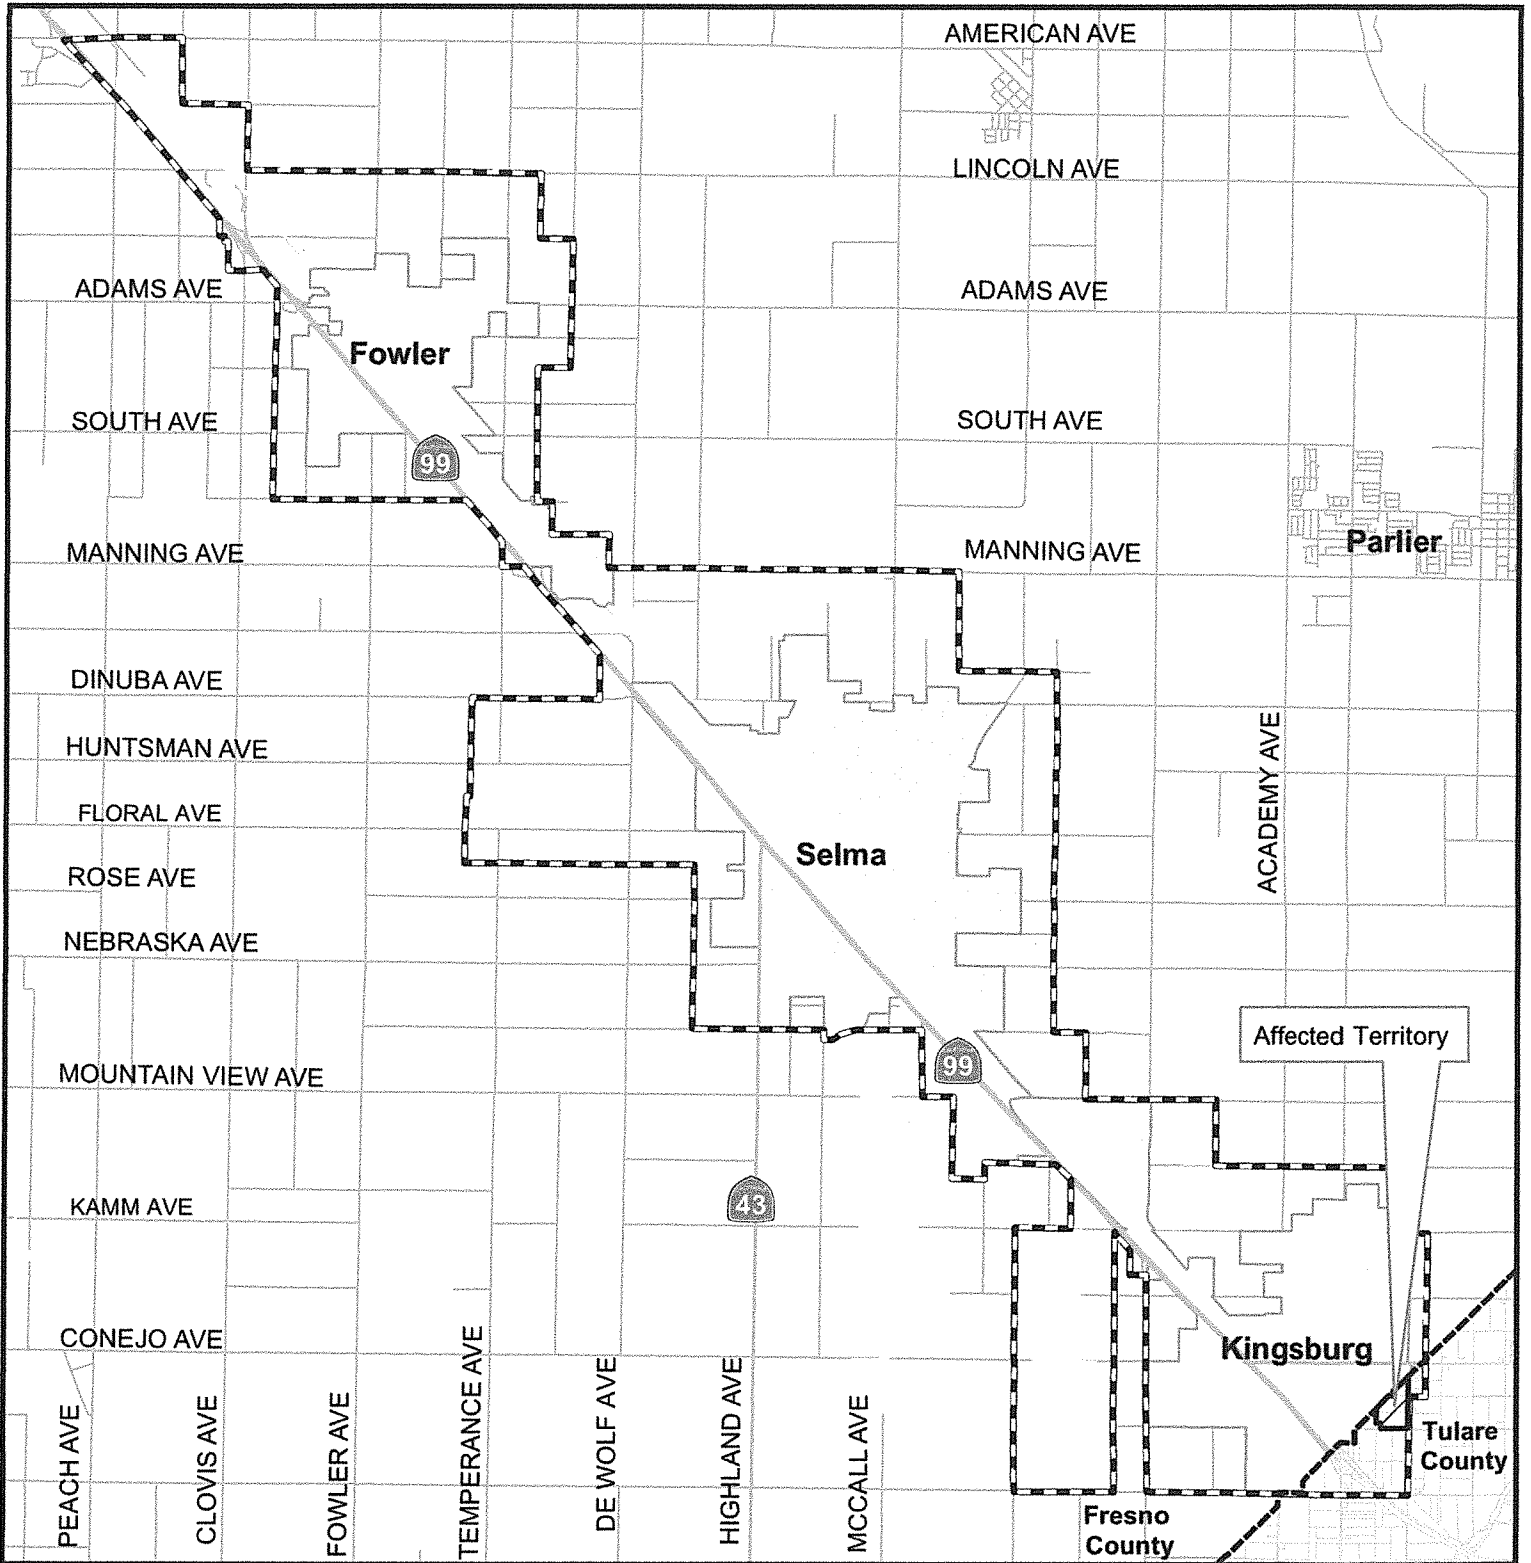 AMERICAN AVE
LINCOLN AVE
ADAMS AVE
ADAMS AVE
Fowler
SOUTH AVE
SOUTH AVE
99
MANNING AVE
MANNING AVE
Parlier
DINUBA AVE
HUNTSMAN AVE
ACADEMY AVE
FLORAL AVE
Selma
ROSE AVE
NEBRASKA AVE
Affected Territory
99
MOUNTAIN VIEW AVE
43
KAMM AVE
CONEJO AVE
Kingsburg
PEACH AVE
CLOVIS AVE
FOWLER AVE
TEMPERANCE AVE
DE WOLF AVE
HIGHLAND AVE
MCCALL AVE
Tulare
County
Fresno
County